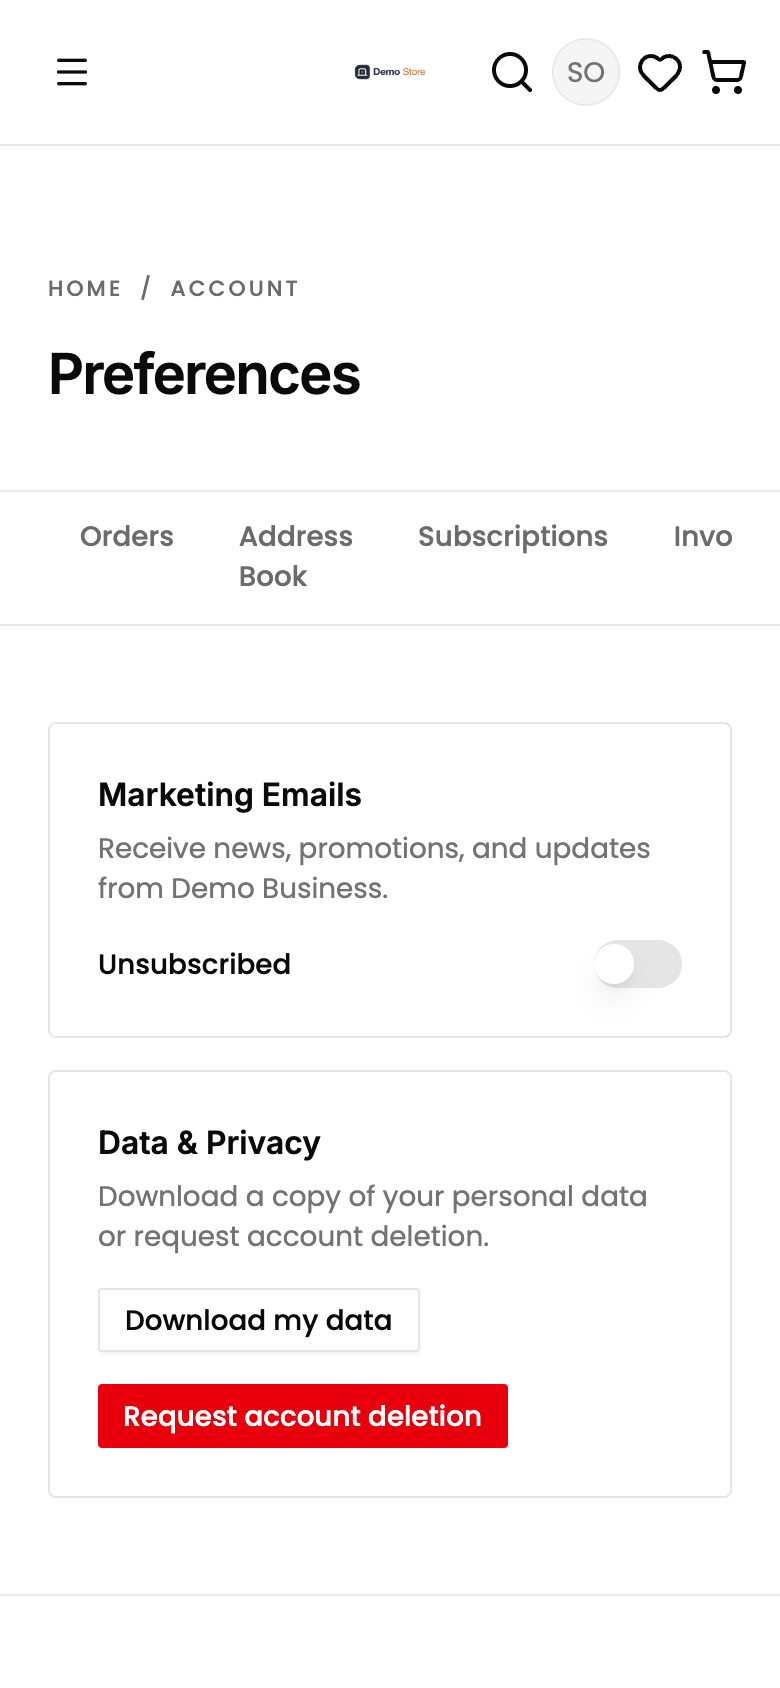 Demo Store
SO
HOME / ACCOUNT
Preferences
Orders
Address
Book
Subscriptions
Invo
Marketing Emails
Receive news, promotions, and updates
from Demo Business.
Unsubscribed
Data & Privacy
Download a copy of your personal data
or request account deletion.
Download my data
Request account deletion